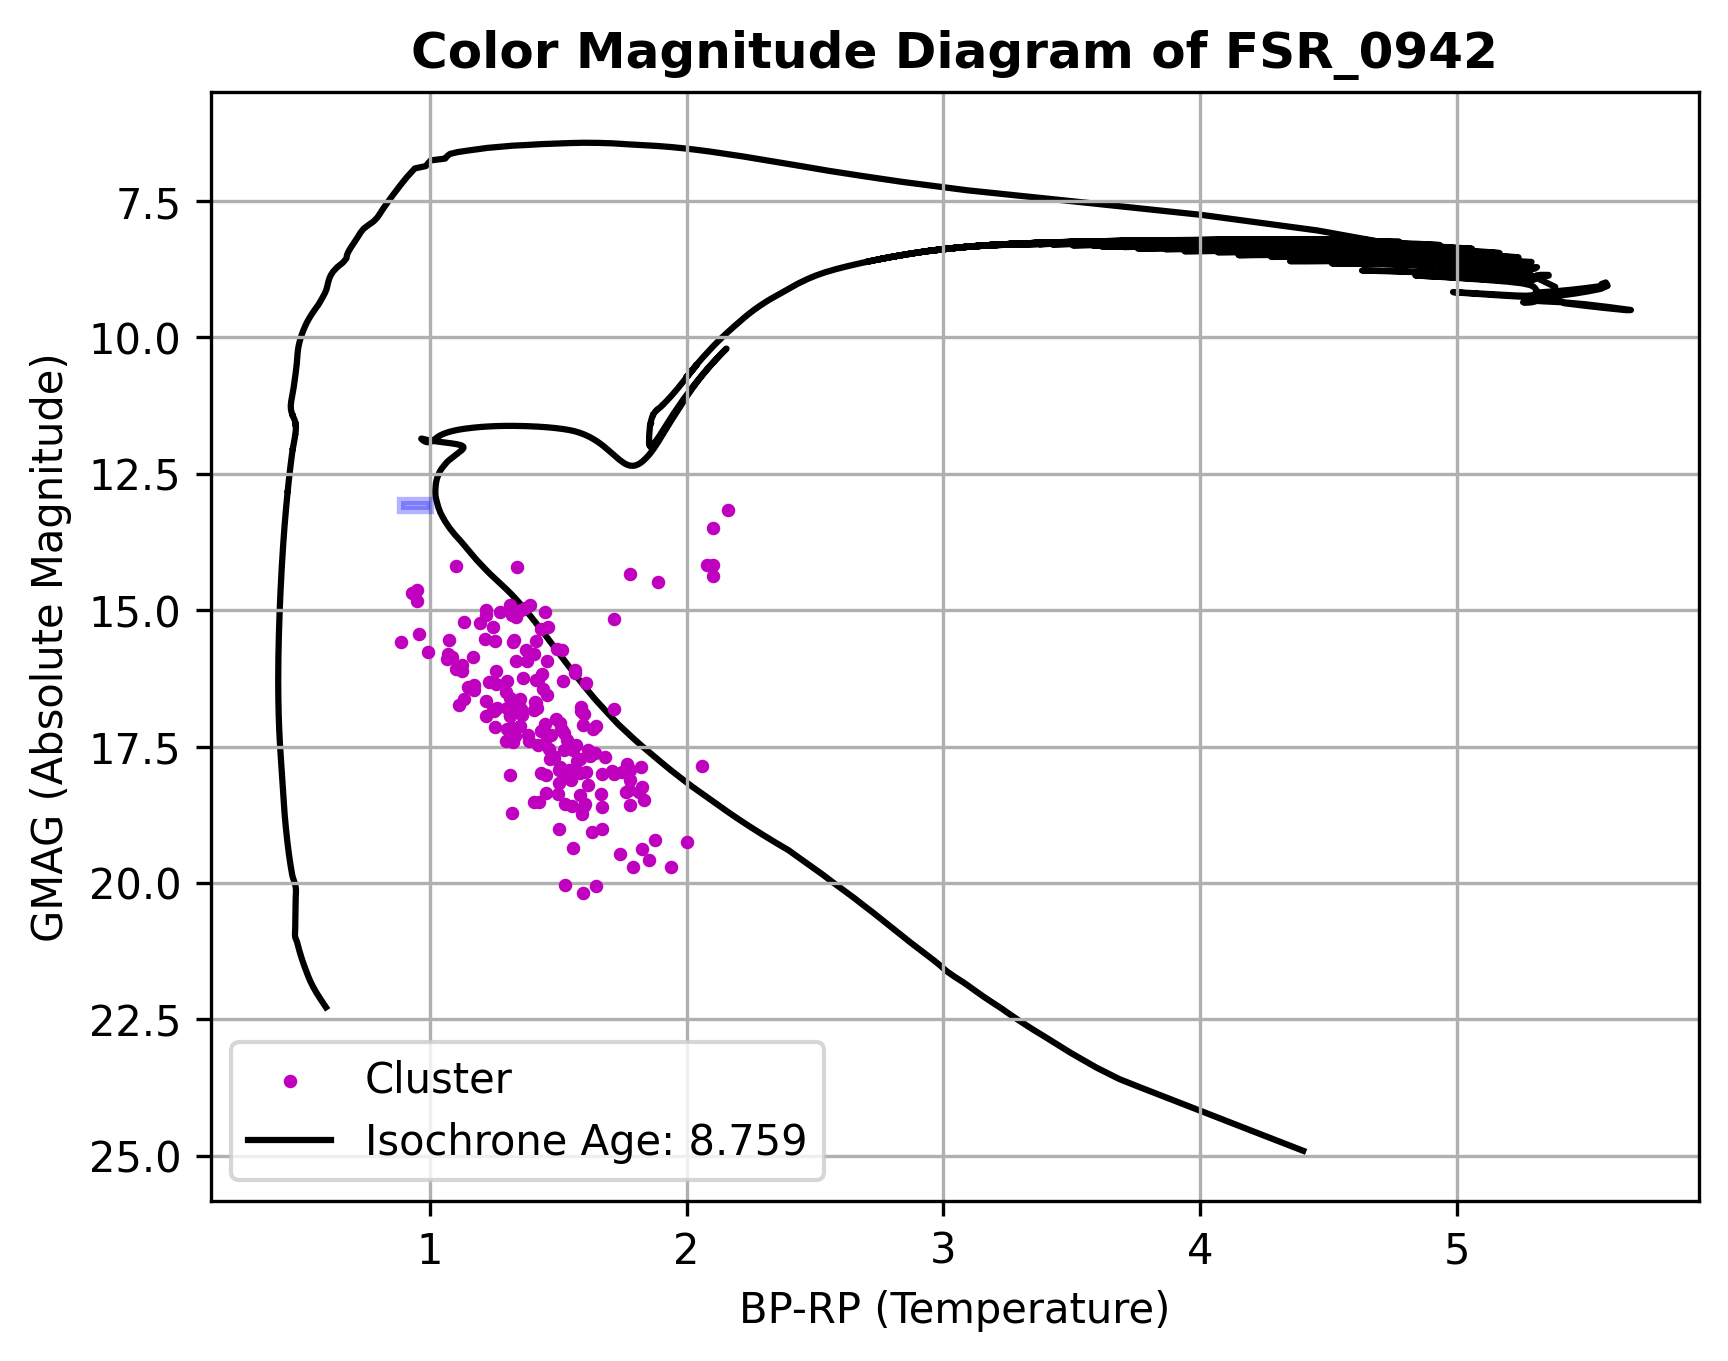 Color Magnitude Diagram of FSR_0942
GMAG (Absolute Magnitude)
7.5
10.0
12.5
15.0
17.5
20.0
22.5
25.0
Cluster
Isochrone Age: 8.759
1 2 3 4 5
BP-RP (Temperature)